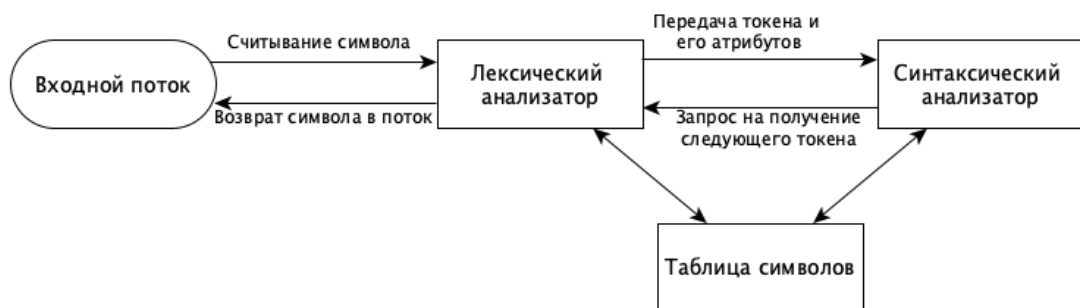 Считывание символа
Передача токена и
его атрибутов
Входной поток
Лексический
анализатор
Синтаксический
анализатор
Возврат символа в поток
Запрос на получение
следующего токена
Таблица символов